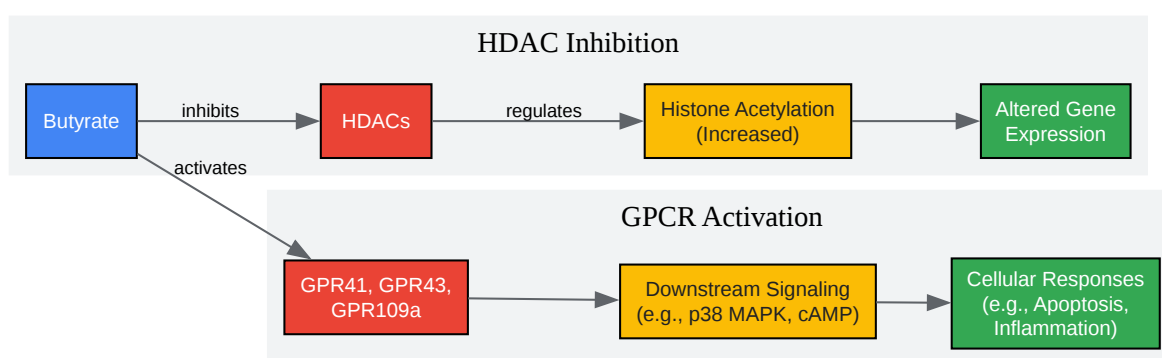 HDAC Inhibition
Butyrate
inhibits
HDACs
regulates
Histone Acetylation
(Increased)
Altered Gene
Expression
activates
GPCR Activation
GPR41, GPR43,
GPR109a
Downstream Signaling
(e.g., p38 MAPK, cAMP)
Cellular Responses
(e.g., Apoptosis,
Inflammation)